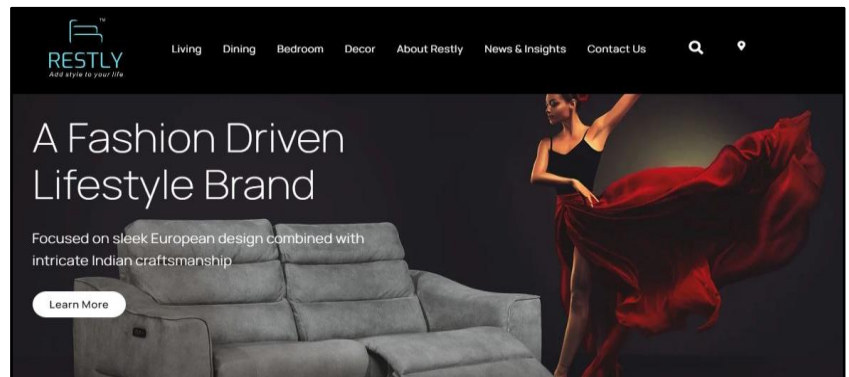 TM
RESTLY
Add style to your life
Living Dining Bedroom Decor About Restly News & Insights Contact Us
A Fashion Driven
Lifestyle Brand
Focused on sleek European design combined with
intricate Indian craftsmanship
Learn More